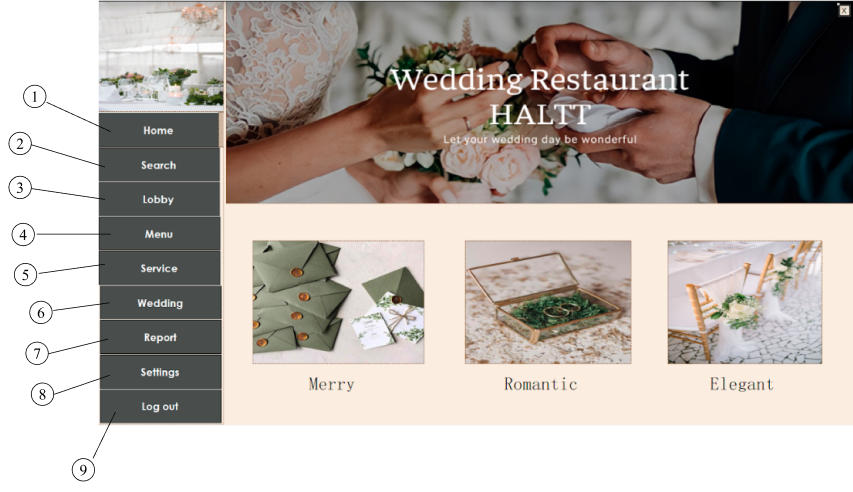 X
Wedding Restaurant
HALTT
Let your wedding day be wonderful
1
Home
2
Search
3
Lobby
4
Menu
5
Service
6
Wedding
7
Report
8
Settings
9
Log out
Merry
Romantic
Elegant